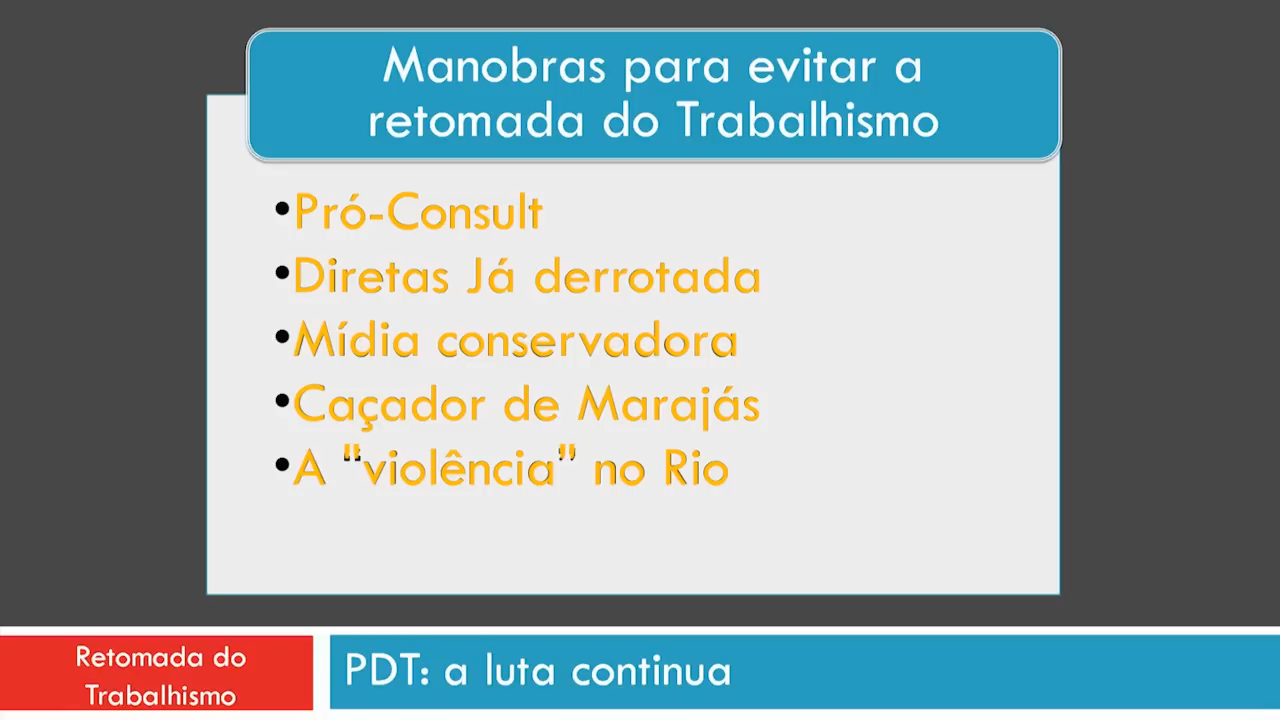 Manobras para evitar a
retomada do Trabalhismo
•Pró-Consult
•Diretas Já derrotada
•Mídia conservadora
•Caçador de Marajás
•A “violência” no Rio
Retomada do
Trabalhismo
PDT: a luta continua